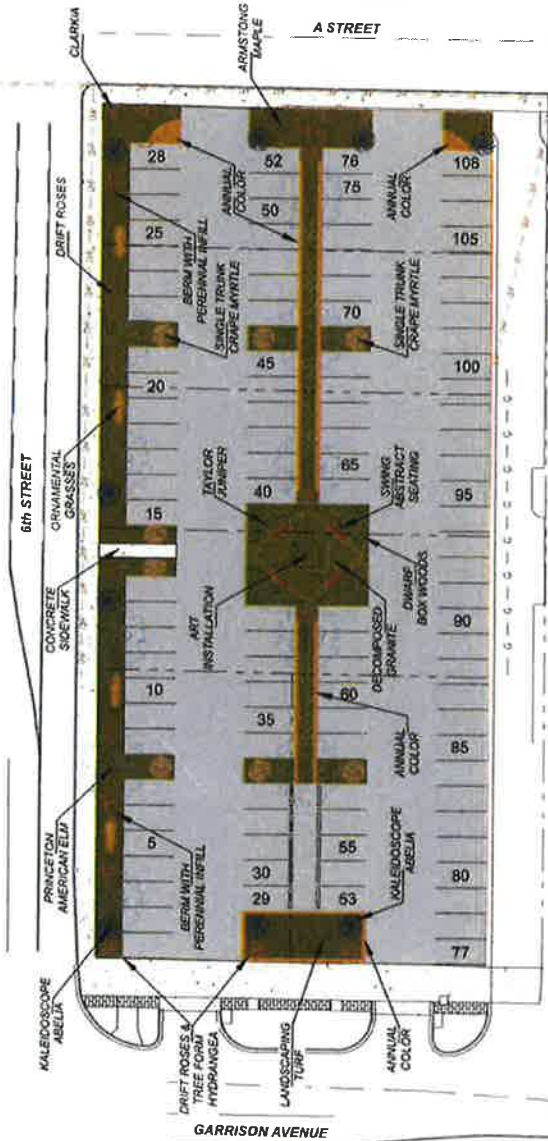 6th STREET
A STREET
GARRISON AVENUE
KALEIDOSCOPE
ABELIA
PRINCETON
AMERICAN ELM
CONCRETE
SIDEWALK
ORNAMENTAL
GRASSES
DRIFT ROSES
CLARKIA
ARMSTONG
MAPLE
5
10
15
20
25
28
BERM WITH
PERENNIAL INFILL
BERM WITH
PERENNIAL INFILL
SINGLE TRUNK
CRAPE MYRTLE
ANNUAL
COLOR
29
30
35
40
45
50
52
ART
INSTALLATION
TAYLOR
JUNIPER
53
55
60
65
70
75
76
KALEIDOSCOPE
ABELIA
ANNUAL
COLOR
DECOMPOSED
GRANITE
DWARF
BOX WOODS
SWING
ABSTRACT
SEATING
SINGLE TRUNK
CRAPE MYRTLE
ANNUAL
COLOR
77
80
85
90
95
100
105
108
DRIFT ROSES &
TREE FORM
HYDRANGEA
LANDSCAPING
TURF
ANNUAL
COLOR
G G G G G G